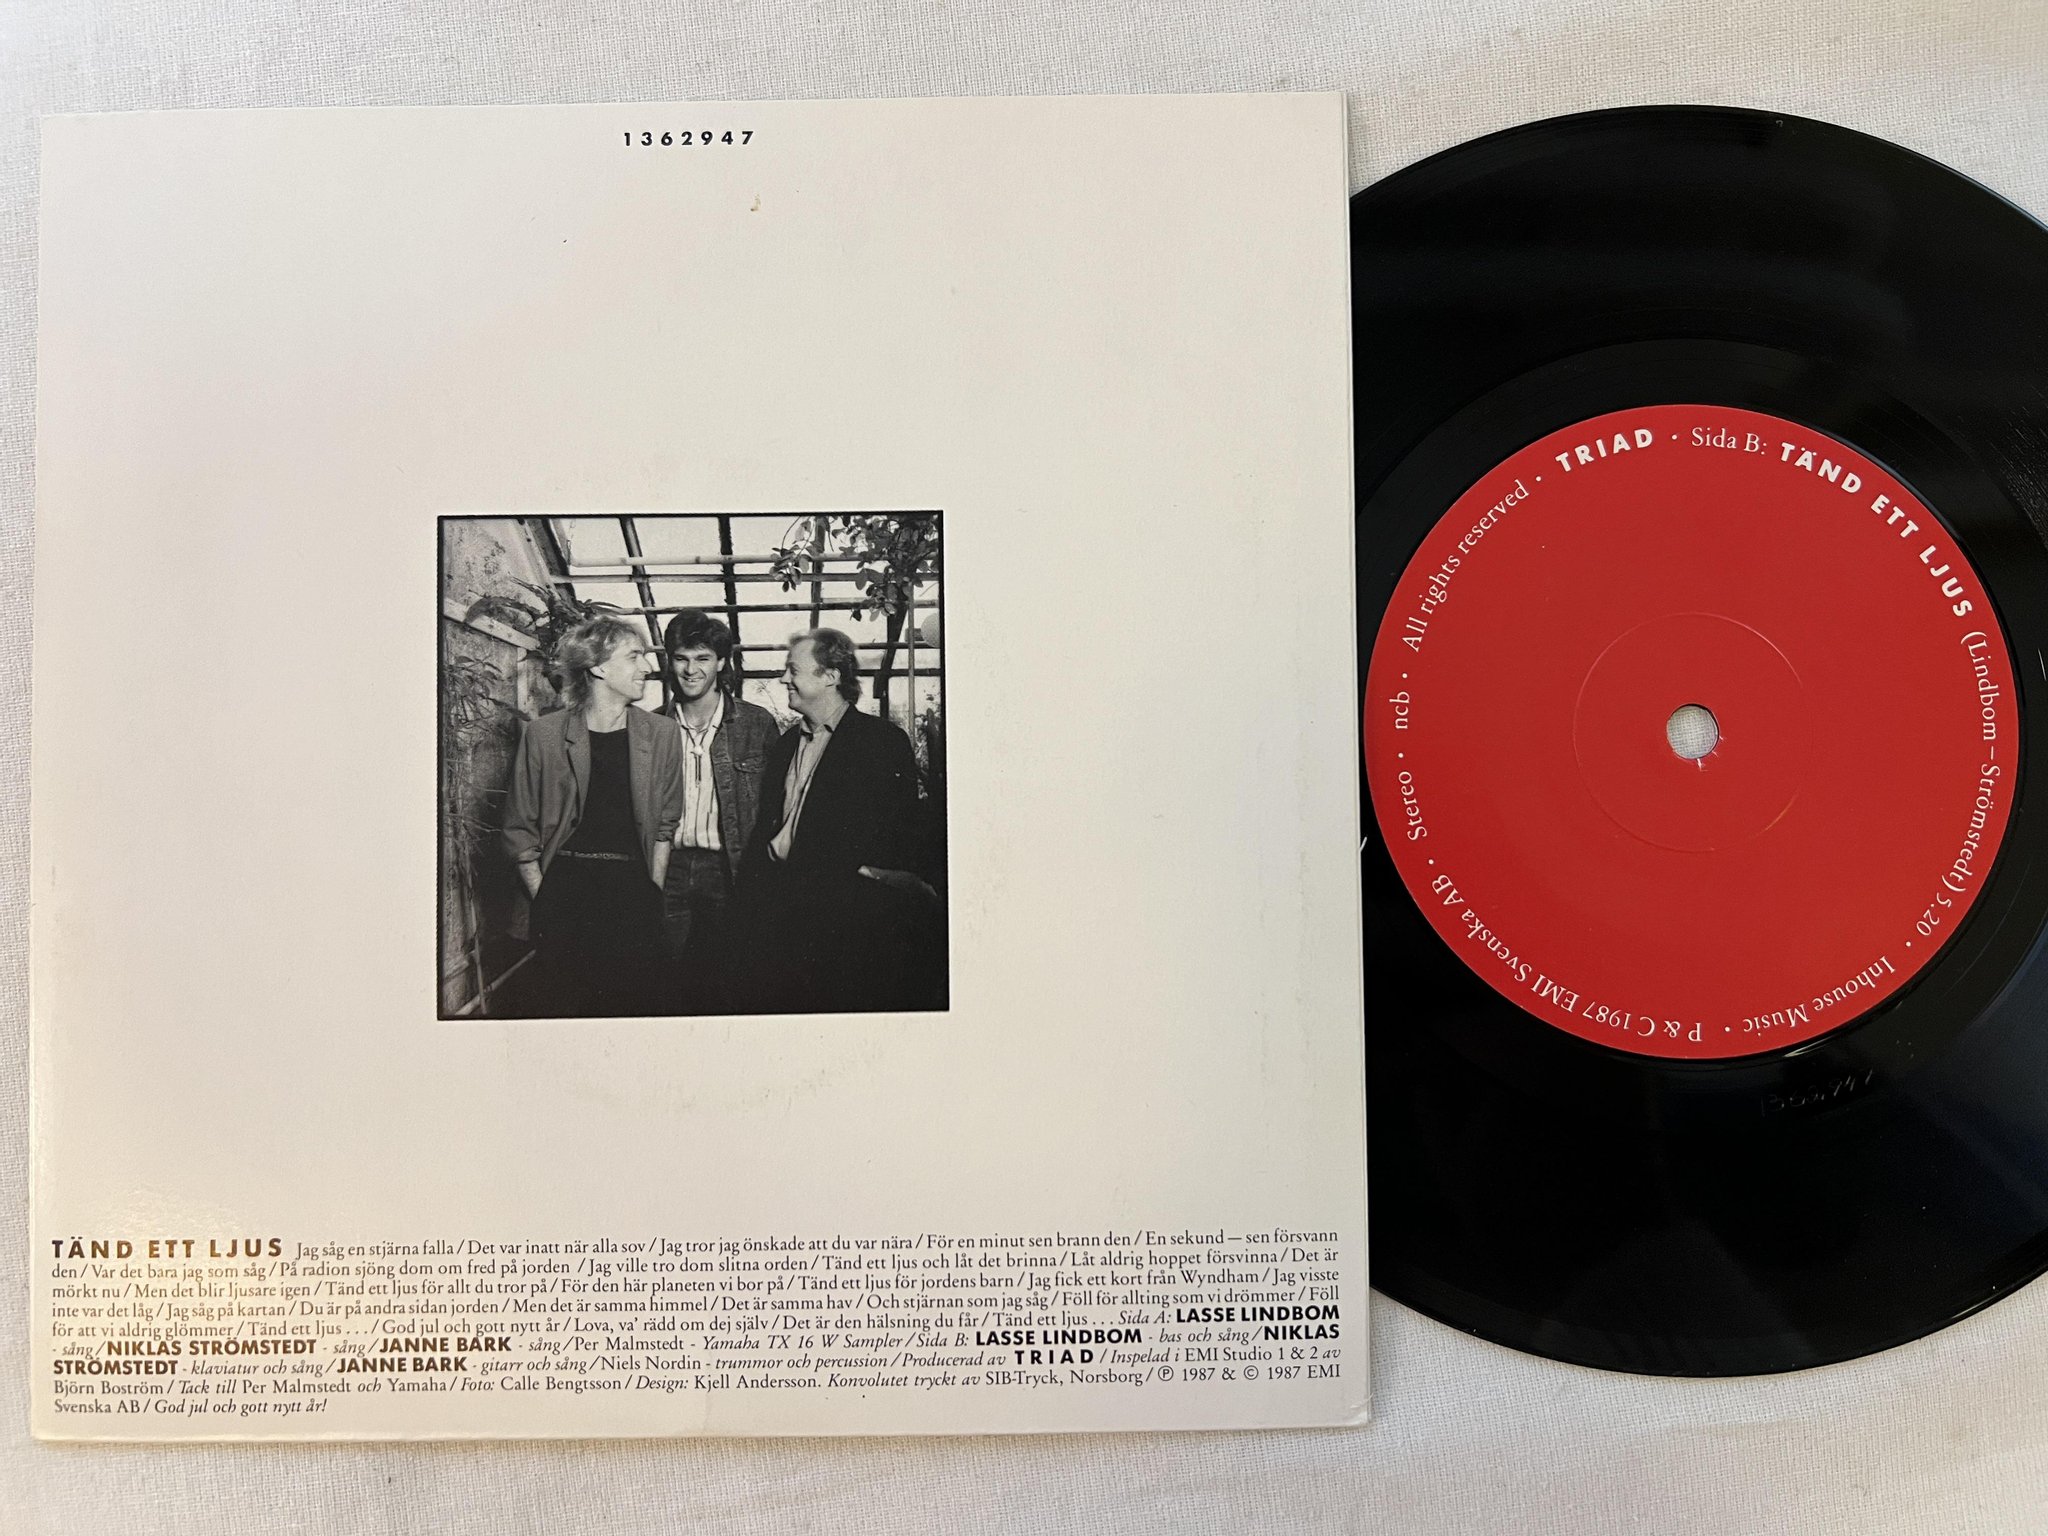 1362947
TÄND ETT LJUS Jag såg en stjärna falla / Det var inatt när alla sov / Jag tror jag önskade att du var nära / För en minut sen brann den / En sekund — sen försvann
den / Var det bara jag som såg / På radion sjöng dom om fred på jorden / Jag ville tro dom slitna orden / Tänd ett ljus och låt det brinna / Låt aldrig hoppet försvinna / Det är
mörkt nu / Men det blir ljusare igen / Tänd ett ljus för allt du tror på / För den här planeten vi bor på / Tänd ett ljus för jordens barn / Jag fick ett kort från Wyndham / Jag visste
inte var det låg / Jag såg på kartan / Du är på andra sidan jorden / Men det är samma himmel / Det är samma hav / Och stjärnan som jag såg / Föll för allting som vi drömmer / Föll
för att vi aldrig glömmer / Tänd ett ljus . . . / God jul och gott nytt år / Lova, va' rädd om dej själv / Det är den hälsning du får / Tänd ett ljus . . . Sida A: LASSE LINDBOM
- sång / NIKLAS STRÖMSTEDT - sång / JANNE BARK - sång / Per Malmstedt - Yamaha TX 16 W Sampler / Sida B: LASSE LINDBOM - bas och sång / NIKLAS
STRÖMSTEDT - klaviatur och sång / JANNE BARK - gitarr och sång / Niels Nordin - trummor och percussion / Producerad av TRIAD / Inspelad i EMI Studio 1 & 2 av
Björn Boström / Tack till Per Malmstedt och Yamaha / Foto: Calle Bengtsson / Design: Kjell Andersson. Konvolutet tryckt av SIB-Tryck, Norsborg / ℗ 1987 & © 1987 EMI
Svenska AB / God jul och gott nytt år!
TRIAD • Sida B: TÄND ETT LJUS (Lindbom – Strömstedt) 5.20 • Inhouse Music • P & C 1987 EMI Svenska AB • Stereo • ncb • All rights reserved •